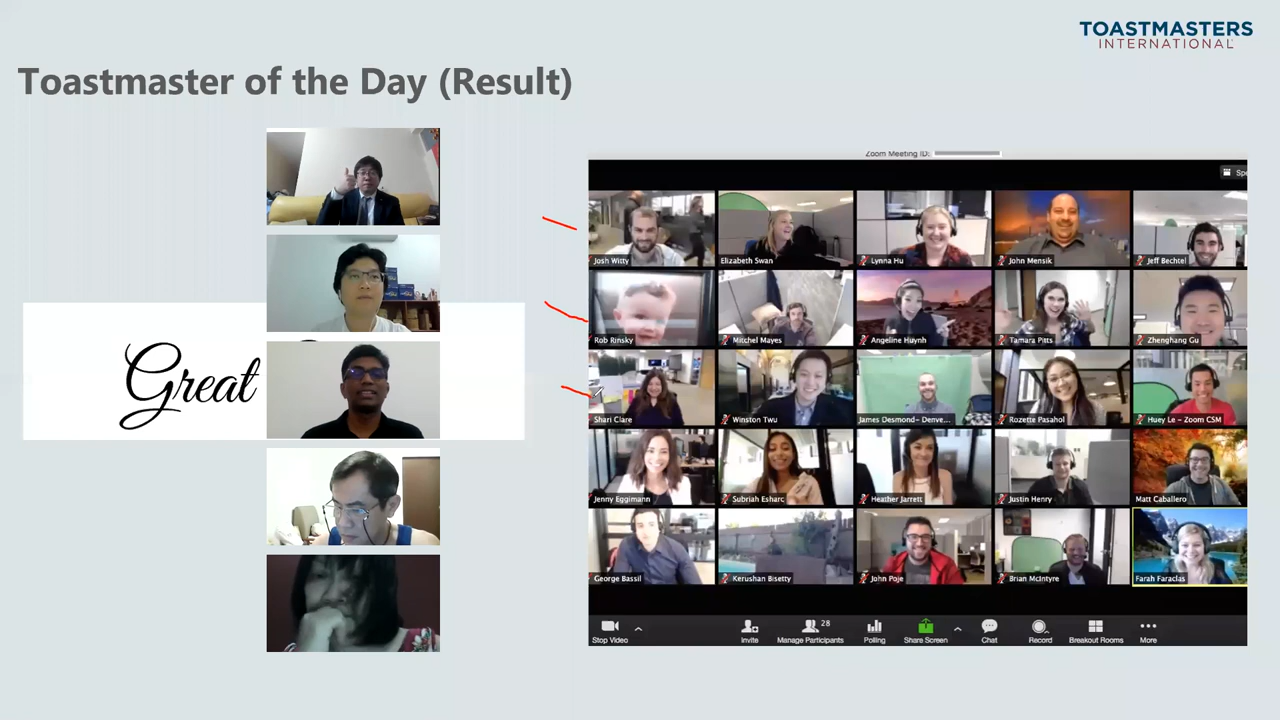 TOASTMASTERS
INTERNATIONAL
Toastmaster of the Day (Result)
Great
Zoom Meeting ID:
Josh Witty
Elizabeth Swan
Lynna Hu
John Mensik
Jeff Bechtel
Rob Rinsky
Mitchel Mayes
Angeline Huynh
Tamara Pitts
Zhenghang Gu
Shari Clare
Winston Twu
James Desmond- Denve...
Rozette Pasahol
Huey Le - Zoom CSM
Jenny Eggimann
Subriah Esharc
Heather Jarrett
Justin Henry
Matt Caballero
George Bassil
Kerushan Bisetty
John Poje
Brian McIntyre
Farah Faraclas
Stop Video
Invite
Manage Participants
28
Polling
Share Screen
Chat
Record
Breakout Rooms
More